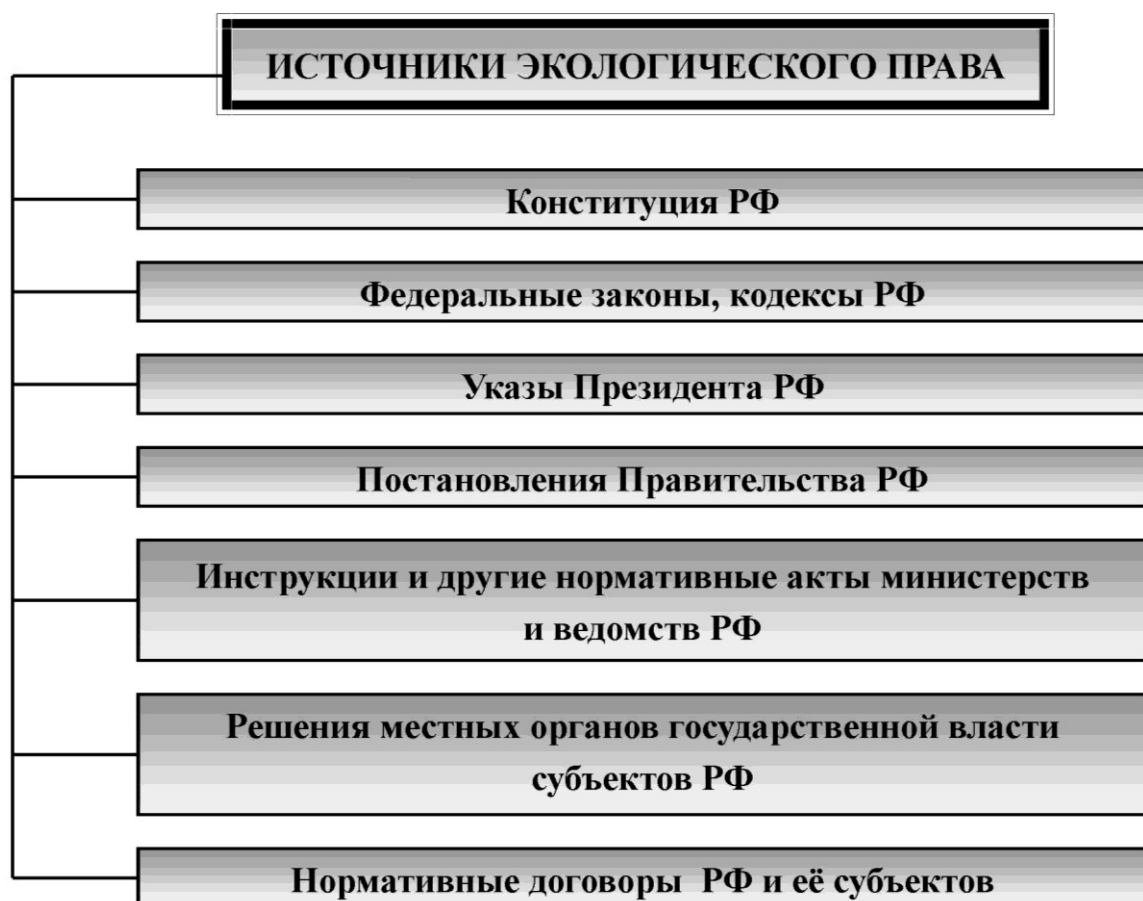 ИСТОЧНИКИ ЭКОЛОГИЧЕСКОГО ПРАВА
Конституция РФ
Федеральные законы, кодексы РФ
Указы Президента РФ
Постановления Правительства РФ
Инструкции и другие нормативные акты министерств
и ведомств РФ
Решения местных органов государственной власти
субъектов РФ
Нормативные договоры РФ и её субъектов